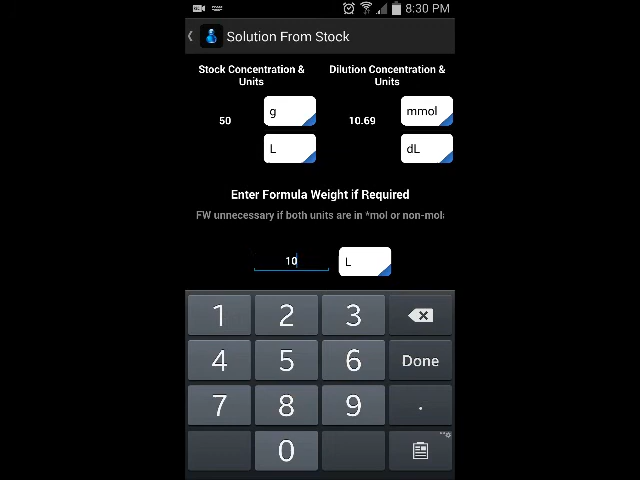 8:30 PM
Solution From Stock
Stock Concentration &
Units
Dilution Concentration &
Units
50
g
10.69
mmol
L
dL
Enter Formula Weight if Required
FW unnecessary if both units are in *mol or non-mol
10
L
1
2
3
4
5
6
Done
7
8
9
.
0